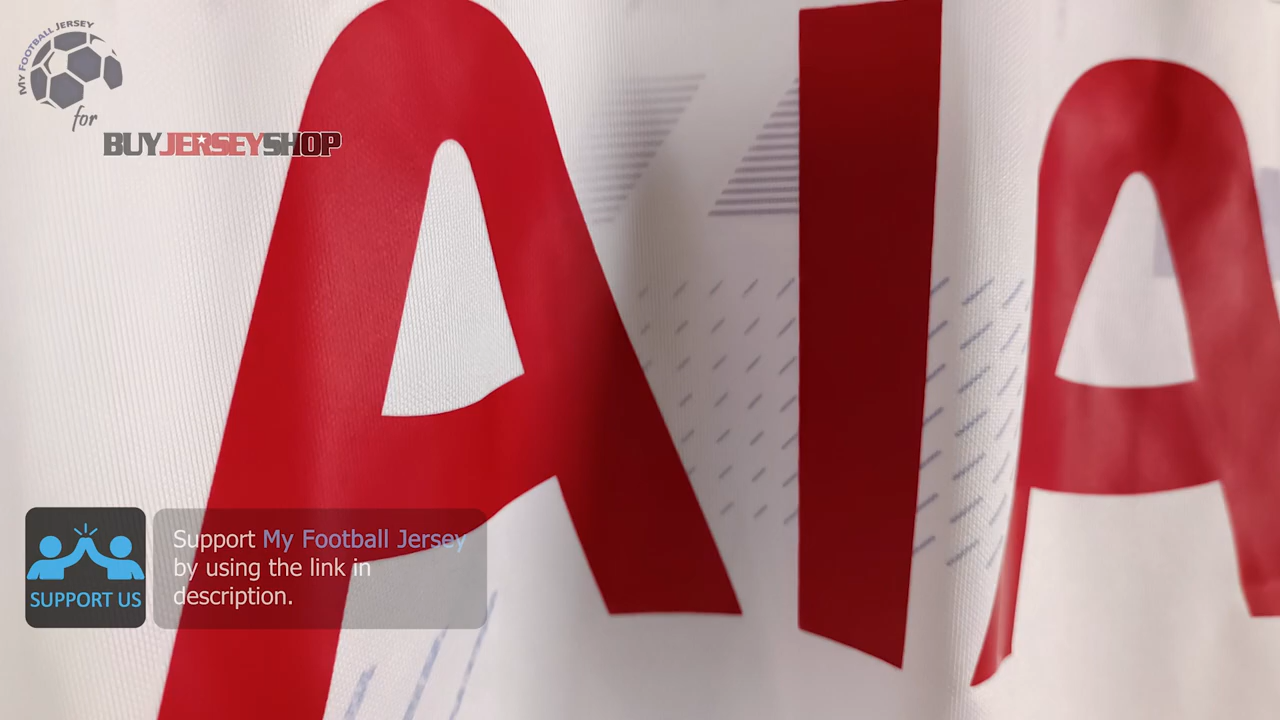 MY FOOTBALL JERSEY
for
BUYJERSEYSHOP
AIA
SUPPORT US
Support My Football Jersey
by using the link in
description.